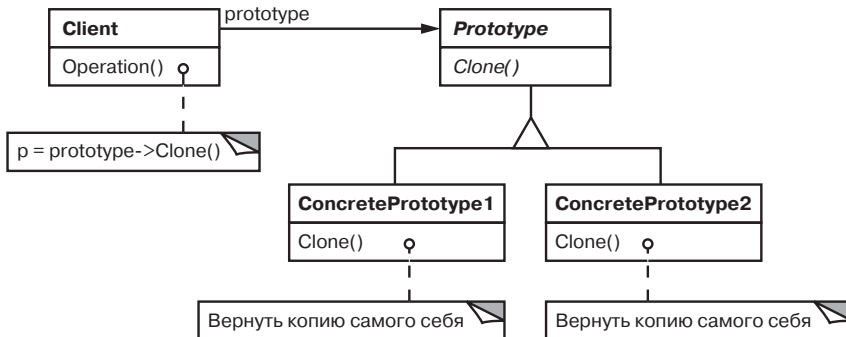 prototype
Client
Prototype
Operation()
Clone()
p = prototype->Clone()
ConcretePrototype1
ConcretePrototype2
Clone()
Clone()
Вернуть копию самого себя
Вернуть копию самого себя